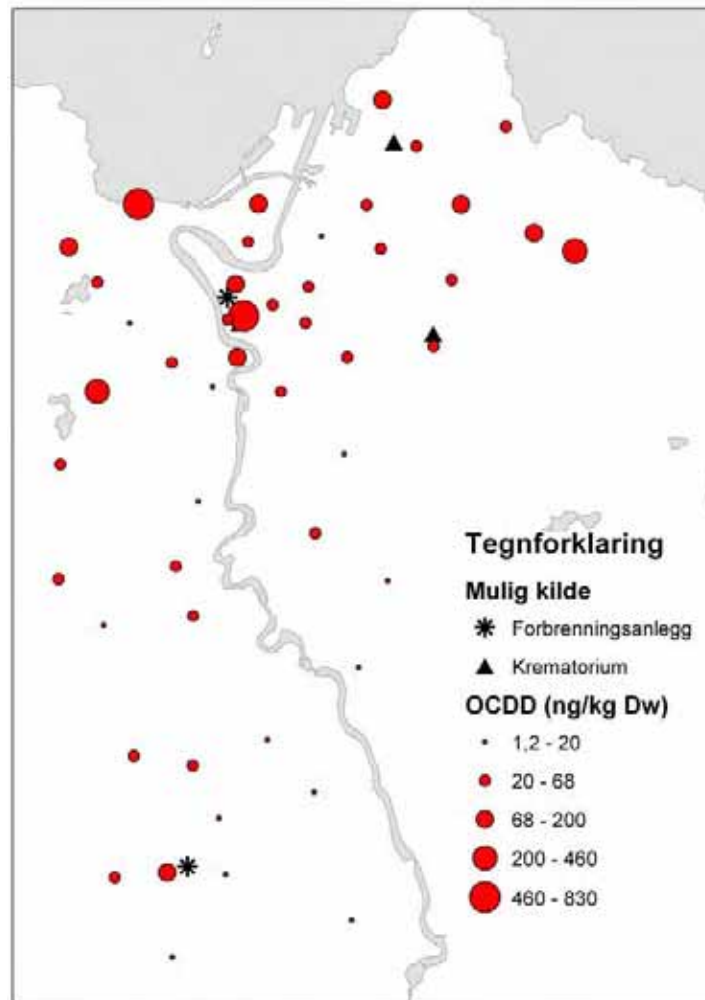 Tegnforklaring
Mulig kilde
Forbrenningsanlegg
Krematorium
OCDD (ng/kg Dw)
1,2 - 20
20 - 68
68 - 200
200 - 460
460 - 830